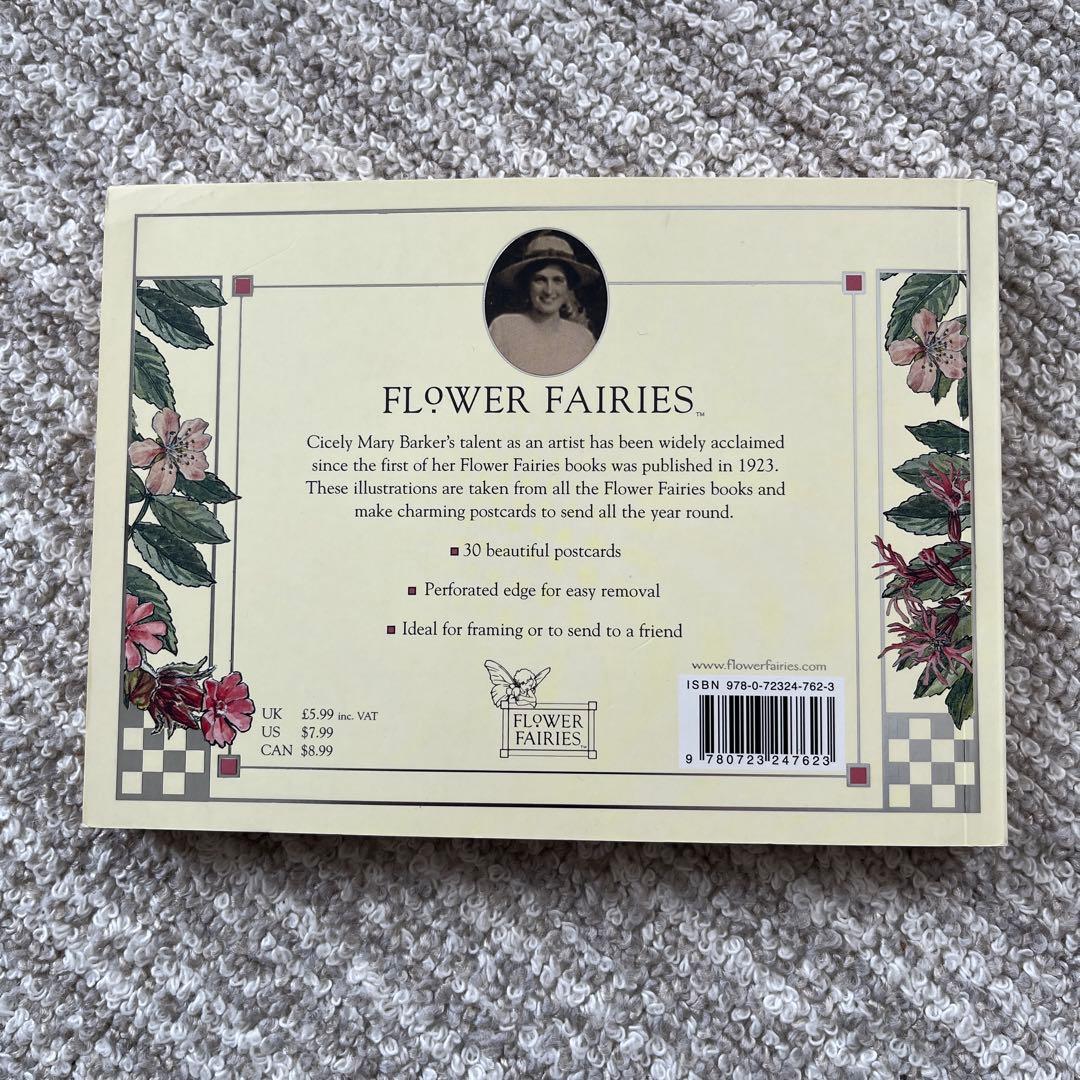 FLOWER FAIRIES™
Cicely Mary Barker's talent as an artist has been widely acclaimed
since the first of her Flower Fairies books was published in 1923.
These illustrations are taken from all the Flower Fairies books and
make charming postcards to send all the year round.
30 beautiful postcards
Perforated edge for easy removal
Ideal for framing or to send to a friend
UK £5.99 inc. VAT
US $7.99
CAN $8.99
FLOWER
FAIRIES™
www.flowerfairies.com
ISBN 978-0-72324-762-3
9 780723 247623